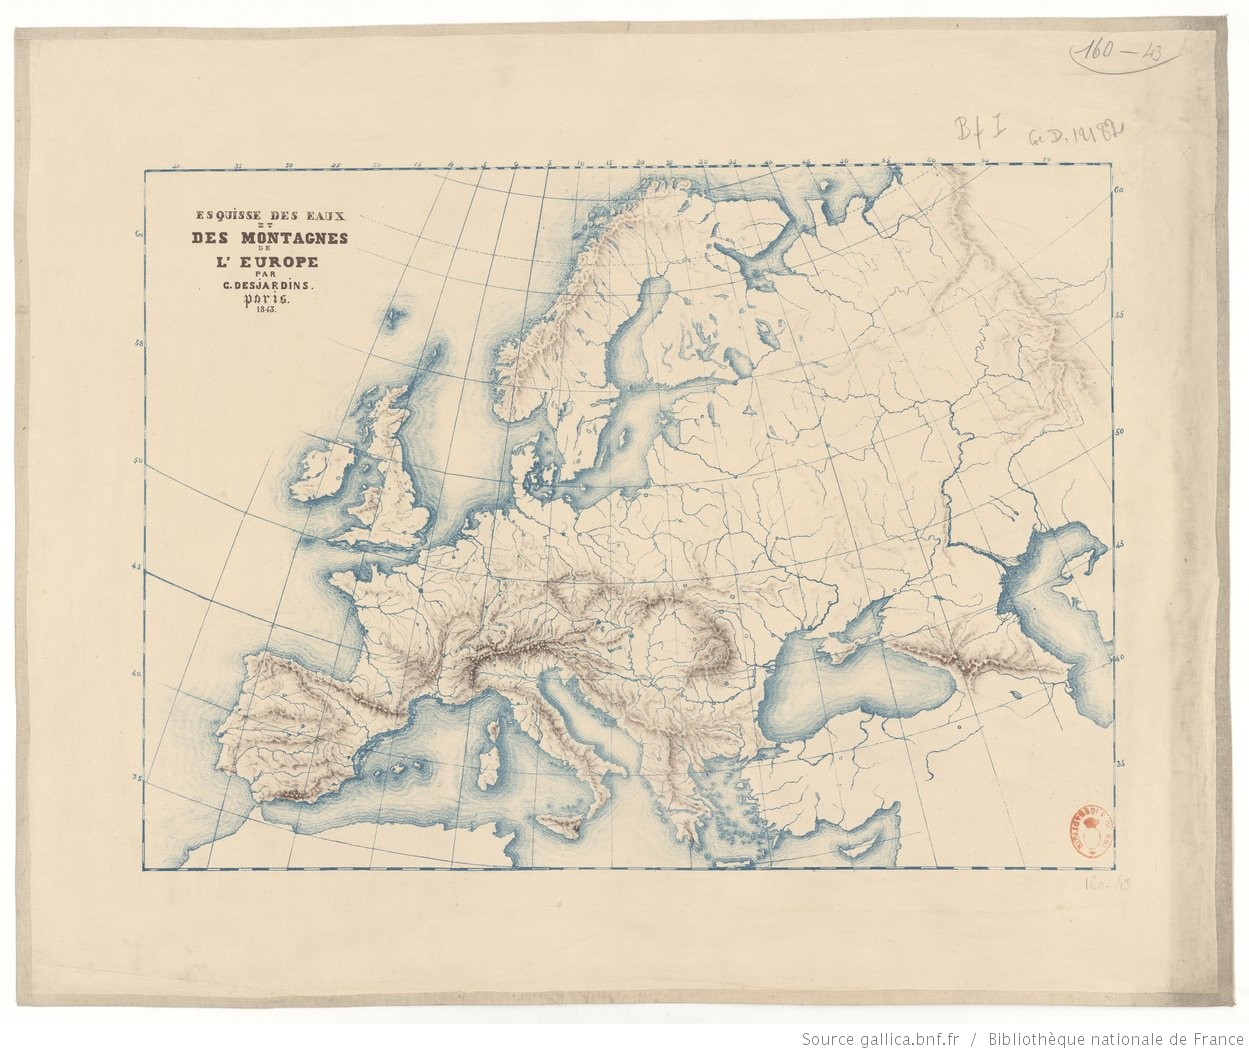 160 - 43
Bf I
Ge D. 12182
40 35 30 25 20 15 10 5 0 5 10 15 20 25 30 35 40 45 50 55 60 70
ESQUISSE DES EAUX
ET
DES MONTAGNES
DE
L' EUROPE
PAR
C. DESJARDINS.
Paris.
1843.
60
60
55
55
50
50
45
45
40
40
35
35
160-43
Source gallica.bnf.fr / Bibliothèque nationale de France